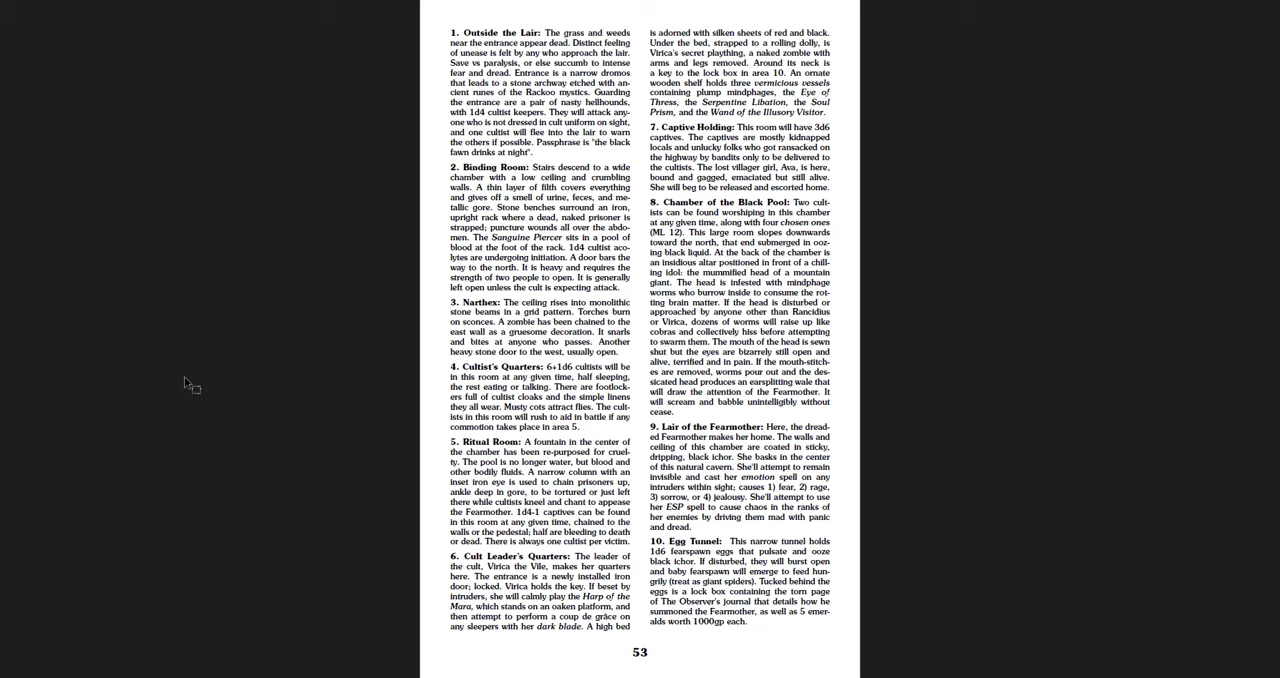 1. Outside the Lair: The grass and weeds
near the entrance appear dead. Distinct feeling
of unease is felt by any who approach the lair.
Save vs paralysis, or else succumb to intense
fear and dread. Entrance is a narrow dromos
that leads to a stone archway etched with an-
cient runes of the Rackoo mystics. Guarding
the entrance are a pair of nasty hellhounds,
with 1d4 cultist keepers. They will attack any-
one who is not dressed in cult uniform on sight,
and one cultist will flee into the lair to warn
the others if possible. Passphrase is "the black
fawn drinks at night".
2. Binding Room: Stairs descend to a wide
chamber with a low ceiling and crumbling
walls. A thin layer of filth covers everything
and gives off a smell of urine, feces, and me-
tallic gore. Stone benches surround an iron,
upright rack where a dead, naked prisoner is
strapped; puncture wounds all over the abdo-
men. The Sanguine Piercer sits in a pool of
blood at the foot of the rack. 1d4 cultist aco-
lytes are undergoing initiation. A door bars the
way to the north. It is heavy and requires the
strength of two people to open. It is generally
left open unless the cult is expecting attack.
3. Narthex: The ceiling rises into monolithic
stone beams in a grid pattern. Torches burn
on sconces. A zombie has been chained to the
east wall as a gruesome decoration. It snarls
and bites at anyone who passes. Another
heavy stone door to the west, usually open.
4. Cultist's Quarters: 6+1d6 cultists will be
in this room at any given time, half sleeping,
the rest eating or talking. There are footlock-
ers full of cultist cloaks and the simple linens
they all wear. Musty cots attract flies. The cult-
ists in this room will rush to aid in battle if any
commotion takes place in area 5.
5. Ritual Room: A fountain in the center of
the chamber has been re-purposed for cruel-
ty. The pool is no longer water, but blood and
other bodily fluids. A narrow column with an
inset iron eye is used to chain prisoners up,
ankle deep in gore, to be tortured or just left
there while cultists kneel and chant to appease
the Fearmother. 1d4-1 captives can be found
in this room at any given time, chained to the
walls or the pedestal; half are bleeding to death
or dead. There is always one cultist per victim.
6. Cult Leader's Quarters: The leader of
the cult, Virica the Vile, makes her quarters
here. The entrance is a newly installed iron
door; locked. Virica holds the key. If beset by
intruders, she will calmly play the Harp of the
Mara, which stands on an oaken platform, and
then attempt to perform a coup de grâce on
any sleepers with her dark blade. A high bed
is adorned with silken sheets of red and black.
Under the bed, strapped to a rolling dolly, is
Virica's secret plaything, a naked zombie with
arms and legs removed. Around its neck is
a key to the lock box in area 10. An ornate
wooden shelf holds three vermicious vessels
containing plump mindphages, the Eye of
Thress, the Serpentine Libation, the Soul
Prism, and the Wand of the Illusory Visitor.
7. Captive Holding: This room will have 3d6
captives. The captives are mostly kidnapped
locals and unlucky folks who got ransacked on
the highway by bandits only to be delivered to
the cultists. The lost villager girl, Ava, is here,
bound and gagged, emaciated but still alive.
She will beg to be released and escorted home.
8. Chamber of the Black Pool: Two cult-
ists can be found worshiping in this chamber
at any given time, along with four chosen ones
(ML 12). This large room slopes downwards
toward the north, that end submerged in ooz-
ing black liquid. At the back of the chamber is
an insidious altar positioned in front of a chill-
ing idol: the mummified head of a mountain
giant. The head is infested with mindphage
worms who burrow inside to consume the rot-
ting brain matter. If the head is disturbed or
approached by anyone other than Rancidius
or Virica, dozens of worms will raise up like
cobras and collectively hiss before attempting
to swarm them. The mouth of the head is sewn
shut but the eyes are bizarrely still open and
alive, terrified and in pain. If the mouth-stitch-
es are removed, worms pour out and the des-
sicated head produces an earsplitting wale that
will draw the attention of the Fearmother. It
will scream and babble unintelligibly without
cease.
9. Lair of the Fearmother: Here, the dread-
ed Fearmother makes her home. The walls and
ceiling of this chamber are coated in sticky,
dripping, black ichor. She basks in the center
of this natural cavern. She'll attempt to remain
invisible and cast her emotion spell on any
intruders within sight; causes 1) fear, 2) rage,
3) sorrow, or 4) jealousy. She'll attempt to use
her ESP spell to cause chaos in the ranks of
her enemies by driving them mad with panic
and dread.
10. Egg Tunnel: This narrow tunnel holds
1d6 fearspawn eggs that pulsate and ooze
black ichor. If disturbed, they will burst open
and baby fearspawn will emerge to feed hun-
grily (treat as giant spiders). Tucked behind the
eggs is a lock box containing the torn page
of The Observer's journal that details how he
summoned the Fearmother, as well as 5 emer-
alds worth 1000gp each.
53